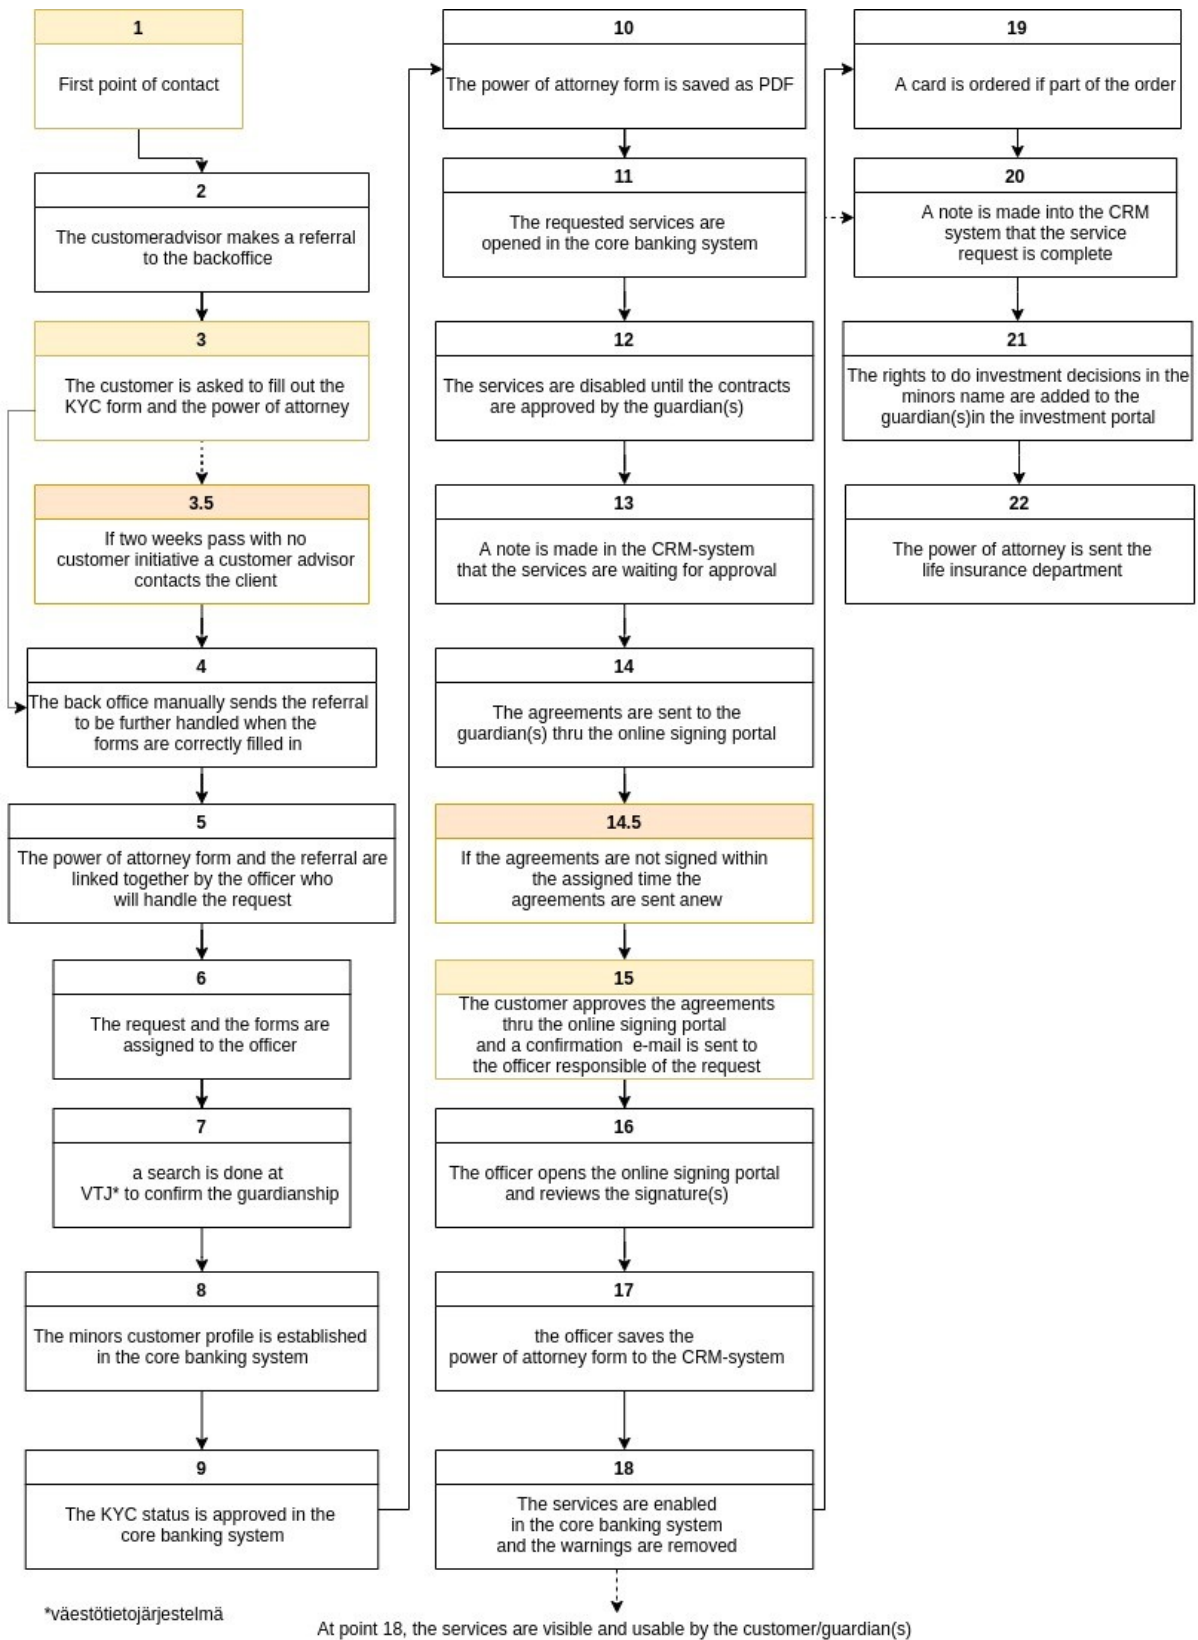 1
First point of contact
2
The customeradvisor makes a referral
to the backoffice
3
The customer is asked to fill out the
KYC form and the power of attorney
3.5
If two weeks pass with no
customer initiative a customer advisor
contacts the client
4
The back office manually sends the referral
to be further handled when the
forms are correctly filled in
5
The power of attorney form and the referral are
linked together by the officer who
will handle the request
6
The request and the forms are
assigned to the officer
7
a search is done at
VTJ* to confirm the guardianship
8
The minors customer profile is established
in the core banking system
9
The KYC status is approved in the
core banking system
10
The power of attorney form is saved as PDF
11
The requested services are
opened in the core banking system
12
The services are disabled until the contracts
are approved by the guardian(s)
13
A note is made in the CRM-system
that the services are waiting for approval
14
The agreements are sent to the
guardian(s) thru the online signing portal
14.5
If the agreements are not signed within
the assigned time the
agreements are sent anew
15
The customer approves the agreements
thru the online signing portal
and a confirmation e-mail is sent to
the officer responsible of the request
16
The officer opens the online signing portal
and reviews the signature(s)
17
the officer saves the
power of attorney form to the CRM-system
18
The services are enabled
in the core banking system
and the warnings are removed
19
A card is ordered if part of the order
20
A note is made into the CRM
system that the service
request is complete
21
The rights to do investment decisions in the
minors name are added to the
guardian(s)in the investment portal
22
The power of attorney is sent the
life insurance department
*väestötietojärjestelmä
At point 18, the services are visible and usable by the customer/guardian(s)